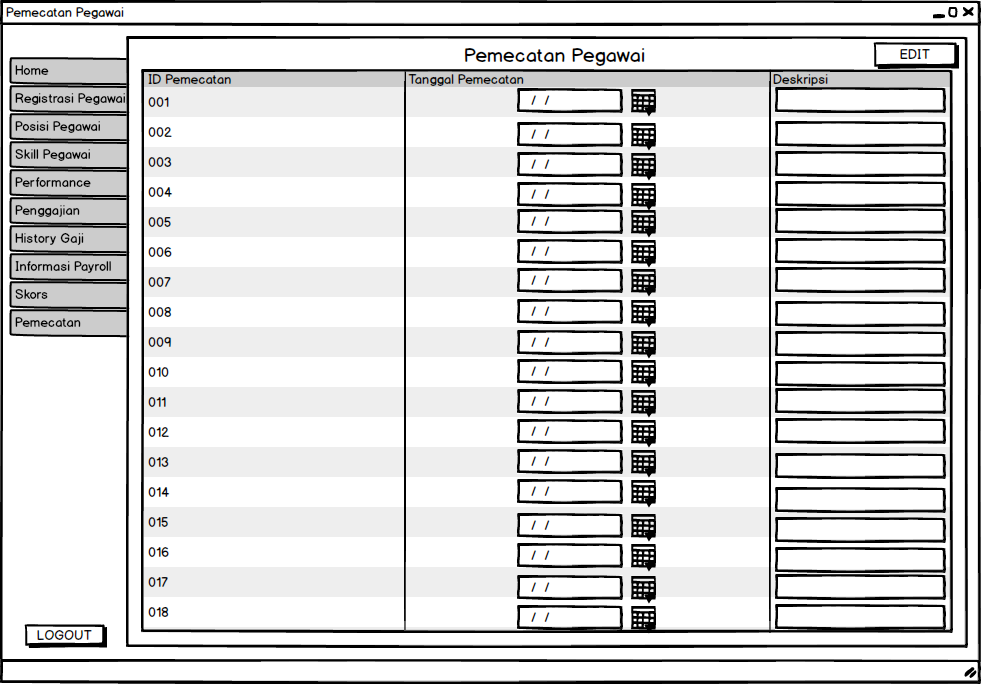 Pemecatan Pegawai
Pemecatan Pegawai
EDIT
Home
Registrasi Pegawai
Posisi Pegawai
Skill Pegawai
Performance
Penggajian
History Gaji
Informasi Payroll
Skors
Pemecatan
LOGOUT
ID Pemecatan Tanggal Pemecatan Deskripsi
001 / /
002 / /
003 / /
004 / /
005 / /
006 / /
007 / /
008 / /
009 / /
010 / /
011 / /
012 / /
013 / /
014 / /
015 / /
016 / /
017 / /
018 / /